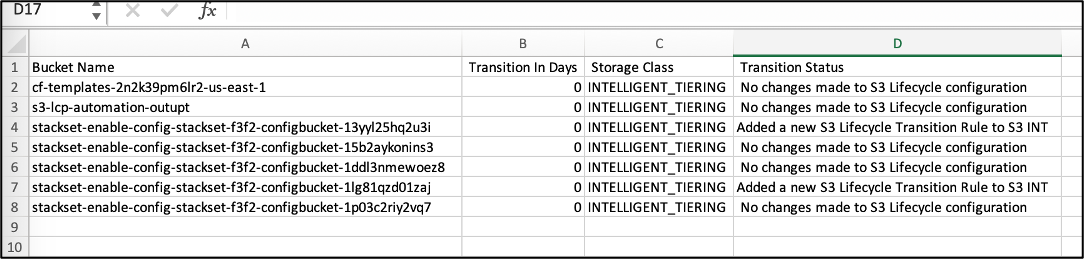 D17 fx
A B C D
1 Bucket Name Transition In Days Storage Class Transition Status
2 cf-templates-2n2k39pm6lr2-us-east-1 0 INTELLIGENT_TIERING No changes made to S3 Lifecycle configuration
3 s3-lcp-automation-outupt 0 INTELLIGENT_TIERING No changes made to S3 Lifecycle configuration
4 stackset-enable-config-stackset-f3f2-configbucket-13yyl25hq2u3i 0 INTELLIGENT_TIERING Added a new S3 Lifecycle Transition Rule to S3 INT
5 stackset-enable-config-stackset-f3f2-configbucket-15b2aykonins3 0 INTELLIGENT_TIERING No changes made to S3 Lifecycle configuration
6 stackset-enable-config-stackset-f3f2-configbucket-1ddl3nmewoez8 0 INTELLIGENT_TIERING No changes made to S3 Lifecycle configuration
7 stackset-enable-config-stackset-f3f2-configbucket-1lg81qzd01zaj 0 INTELLIGENT_TIERING Added a new S3 Lifecycle Transition Rule to S3 INT
8 stackset-enable-config-stackset-f3f2-configbucket-1p03c2riy2vq7 0 INTELLIGENT_TIERING No changes made to S3 Lifecycle configuration
9
10